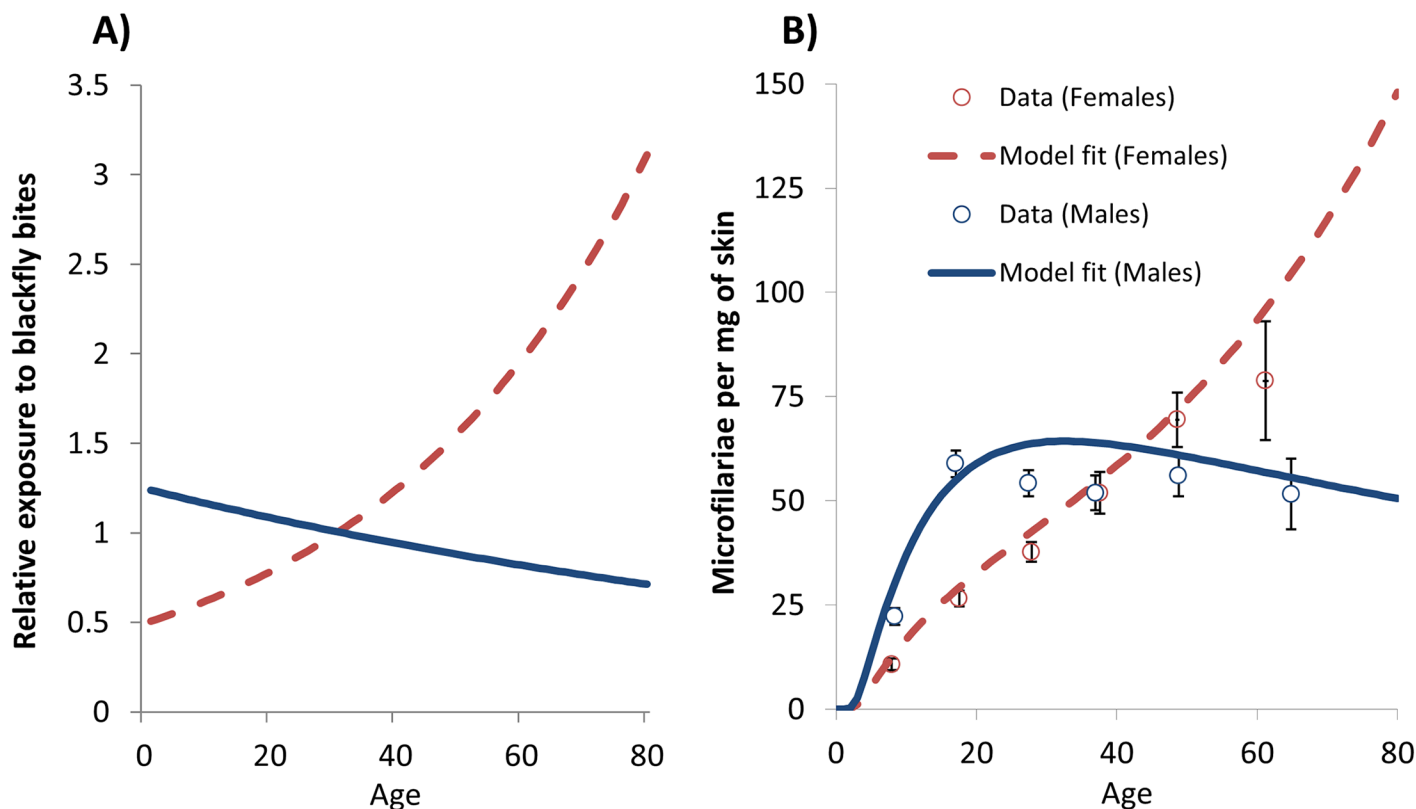 A)
Relative exposure to blackfly bites
3.5
3
2.5
2
1.5
1
0.5
0
0
20
40
60
80
Age
B)
Microfilariae per mg of skin
150
125
100
75
50
25
0
0
20
40
60
80
Age
Data (Females)
Model fit (Females)
Data (Males)
Model fit (Males)